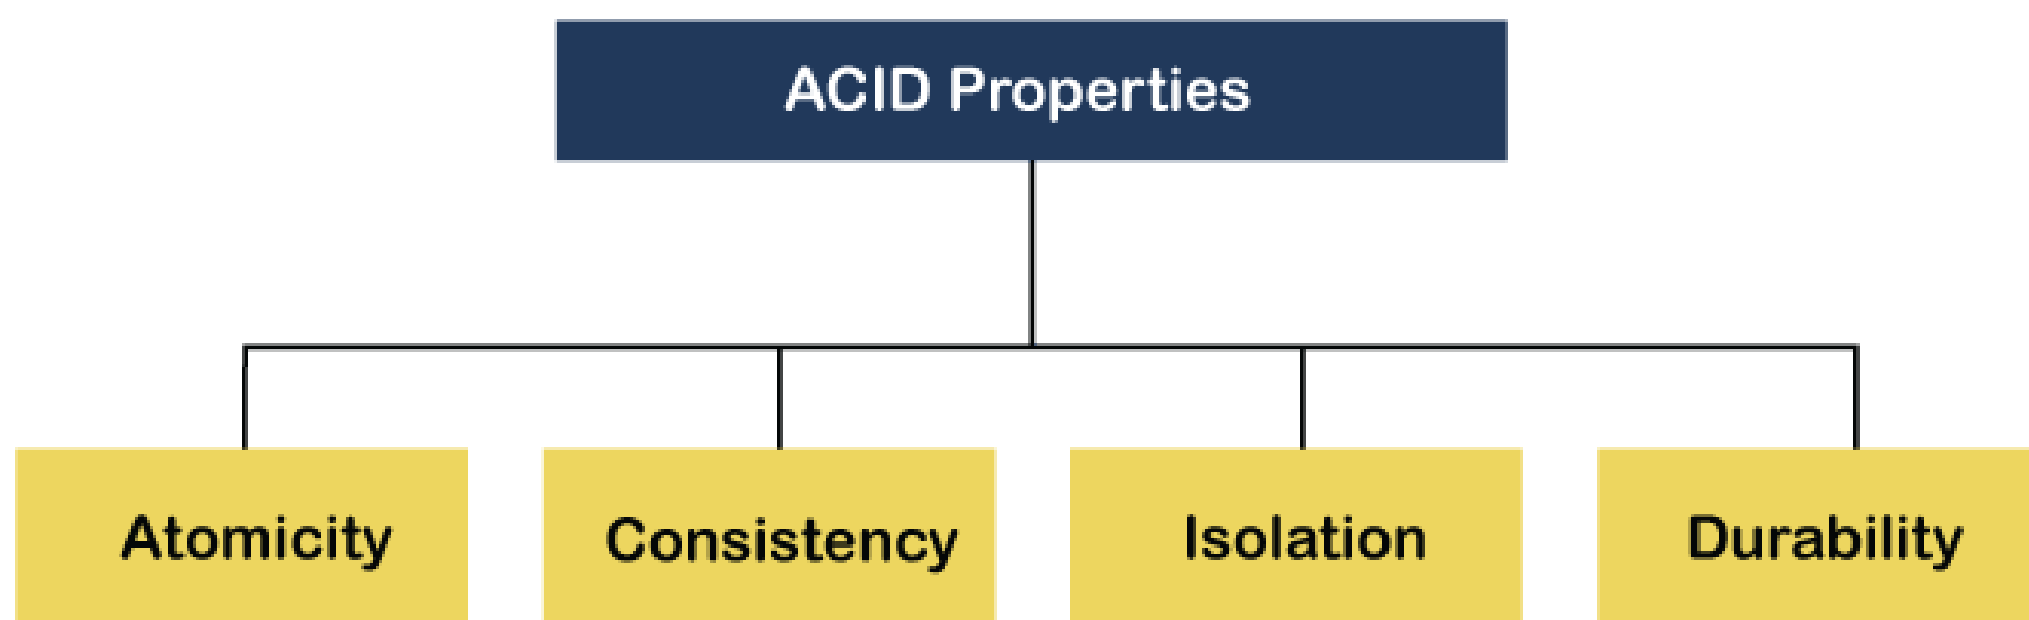 ACID Properties
Atomicity
Consistency
Isolation
Durability